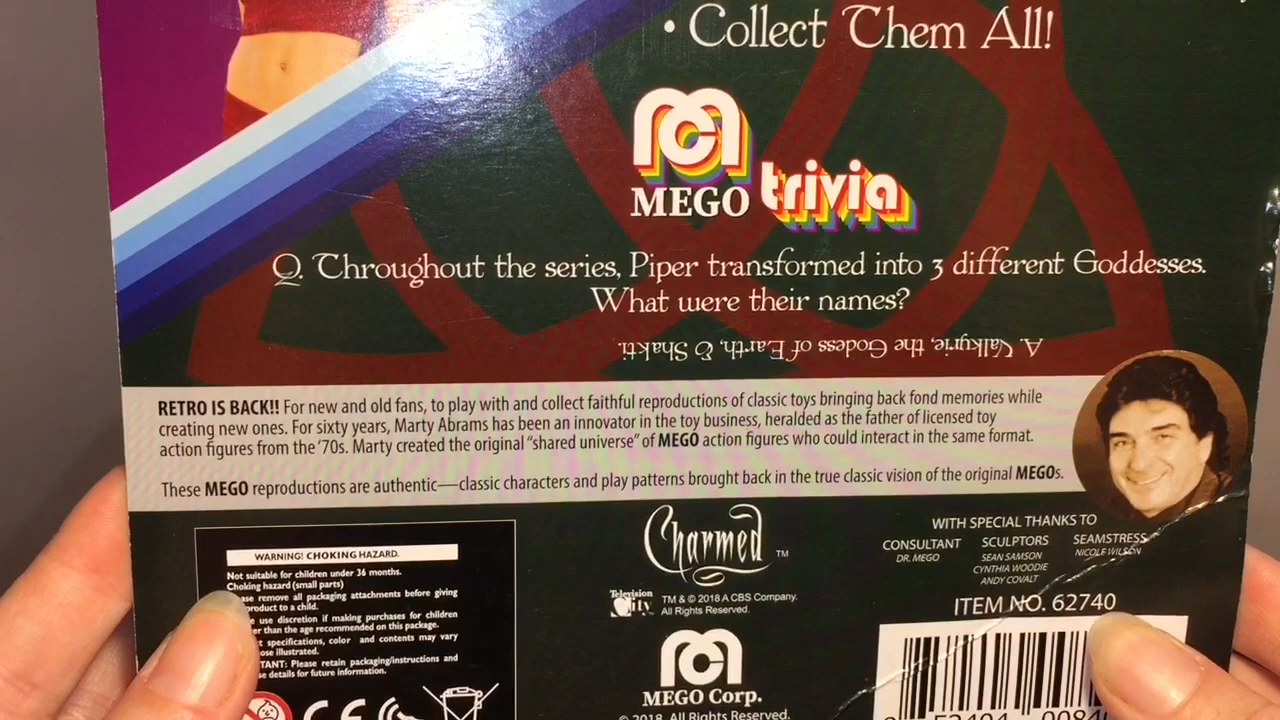 • Collect Them All!
MEGO trivia
Q. Throughout the series, Piper transformed into 3 different Goddesses.
What were their names?
A. Valkyrie, the Godess of Earth, & Shakti.
RETRO IS BACK!! For new and old fans, to play with and collect faithful reproductions of classic toys bringing back fond memories while
creating new ones. For sixty years, Marty Abrams has been an innovator in the toy business, heralded as the father of licensed toy
action figures from the '70s. Marty created the original "shared universe" of MEGO action figures who could interact in the same format.
These MEGO reproductions are authentic—classic characters and play patterns brought back in the true classic vision of the original MEGOs.
WARNING! CHOKING HAZARD.
Not suitable for children under 36 months.
Choking hazard (small parts)
remove all packaging attachments before giving
product to a child.
use discretion if making purchases for children
than the age recommended on this package.
specifications, color and contents may vary
illustrated.
Please retain packaging/instructions and
details for future information.
CE
Charmed ™
Television City
TM & © 2018 A CBS Company.
All Rights Reserved.
MEGO Corp.
© 2018. All Rights Reserved.
WITH SPECIAL THANKS TO
CONSULTANT SCULPTORS SEAMSTRESS
DR. MEGO SEAN SAMSON NICOLE WILSON
CYNTHIA WOODIE
ANDY COVALT
ITEM NO. 62740